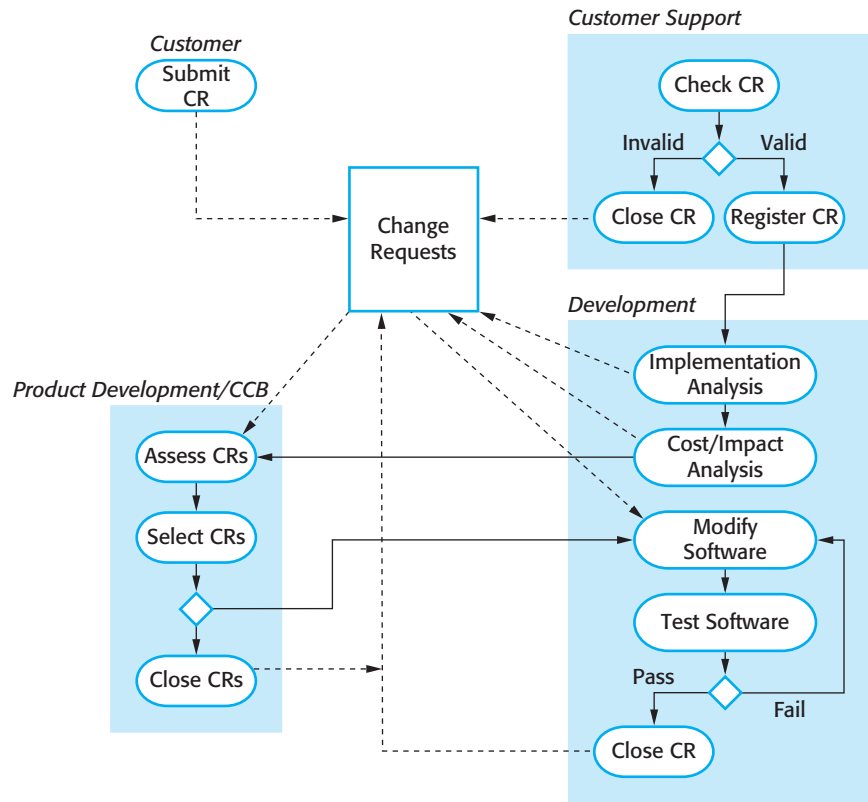 Customer Support
Customer
Submit
CR
Check CR
Invalid
Valid
Change
Requests
Close CR
Register CR
Development
Implementation
Analysis
Product Development/CCB
Assess CRs
Cost/Impact
Analysis
Select CRs
Modify
Software
Test Software
Close CRs
Pass
Fail
Close CR